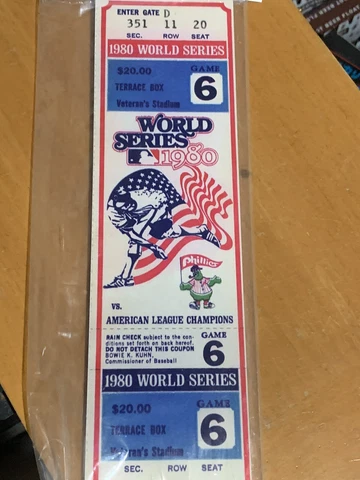 ENTER GATE D
351 11 20
SEC. ROW SEAT
1980 WORLD SERIES
$20.00 GAME
TERRACE BOX 6
Veteran's Stadium
WORLD
SERIES
1980
Phillies
VS.
AMERICAN LEAGUE CHAMPIONS
RAIN CHECK subject to the con-
ditions set forth on back hereof.
DO NOT DETACH THIS COUPON
BOWIE K. KUHN,
Commissioner of Baseball
GAME
6
1980 WORLD SERIES
$20.00 GAME
TERRACE BOX 6
Veteran's Stadium
SEC. ROW SEAT